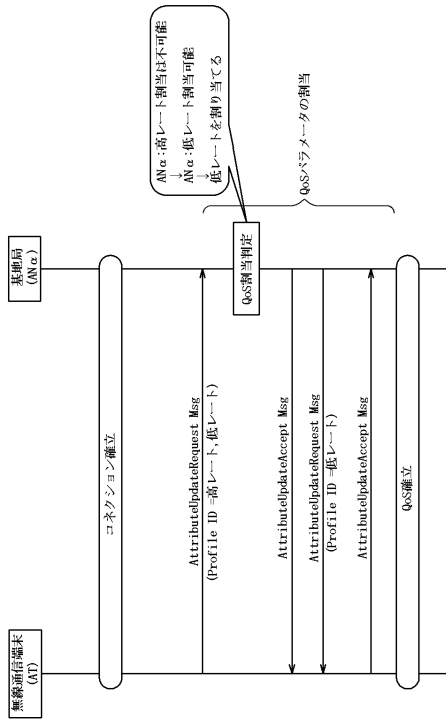 無線通信端末
(AT)
基地局
(ANα)
コネクション確立
AttributeUpdateRequest Msg
(Profile ID =高レート,低レート)
QoS割当判定
ANα:高レート割当は不可能
↓
ANα:低レート割当可能
↓
低レートを割り当てる
AttributeUpdateAccept Msg
AttributeUpdateRequest Msg
(Profile ID =低レート)
AttributeUpdateAccept Msg
QoSパラメータの割当
QoS確立